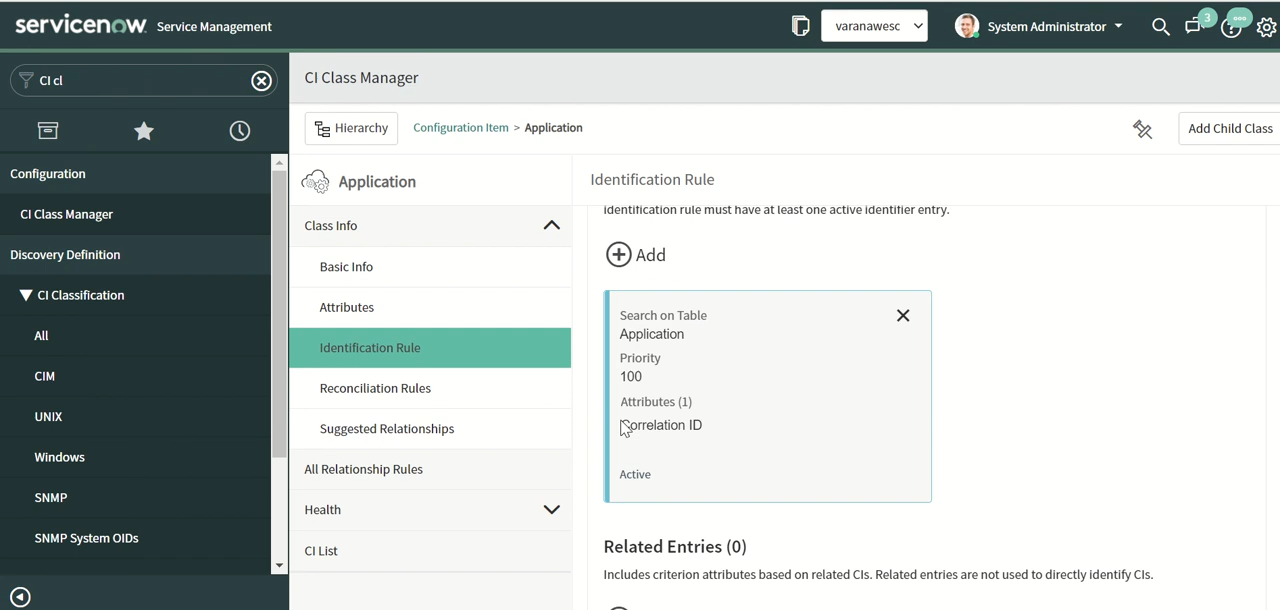 servicenow Service Management
varanawesc
System Administrator
3
CI cl
Configuration
CI Class Manager
Discovery Definition
CI Classification
All
CIM
UNIX
Windows
SNMP
SNMP System OIDs
CI Class Manager
Hierarchy
Configuration Item > Application
Add Child Class
Application
Class Info
Basic Info
Attributes
Identification Rule
Reconciliation Rules
Suggested Relationships
All Relationship Rules
Health
CI List
Identification Rule
identification rule must have at least one active identifier entry.
Add
Search on Table
Application
Priority
100
Attributes (1)
Correlation ID
Active
Related Entries (0)
Includes criterion attributes based on related CIs. Related entries are not used to directly identify CIs.